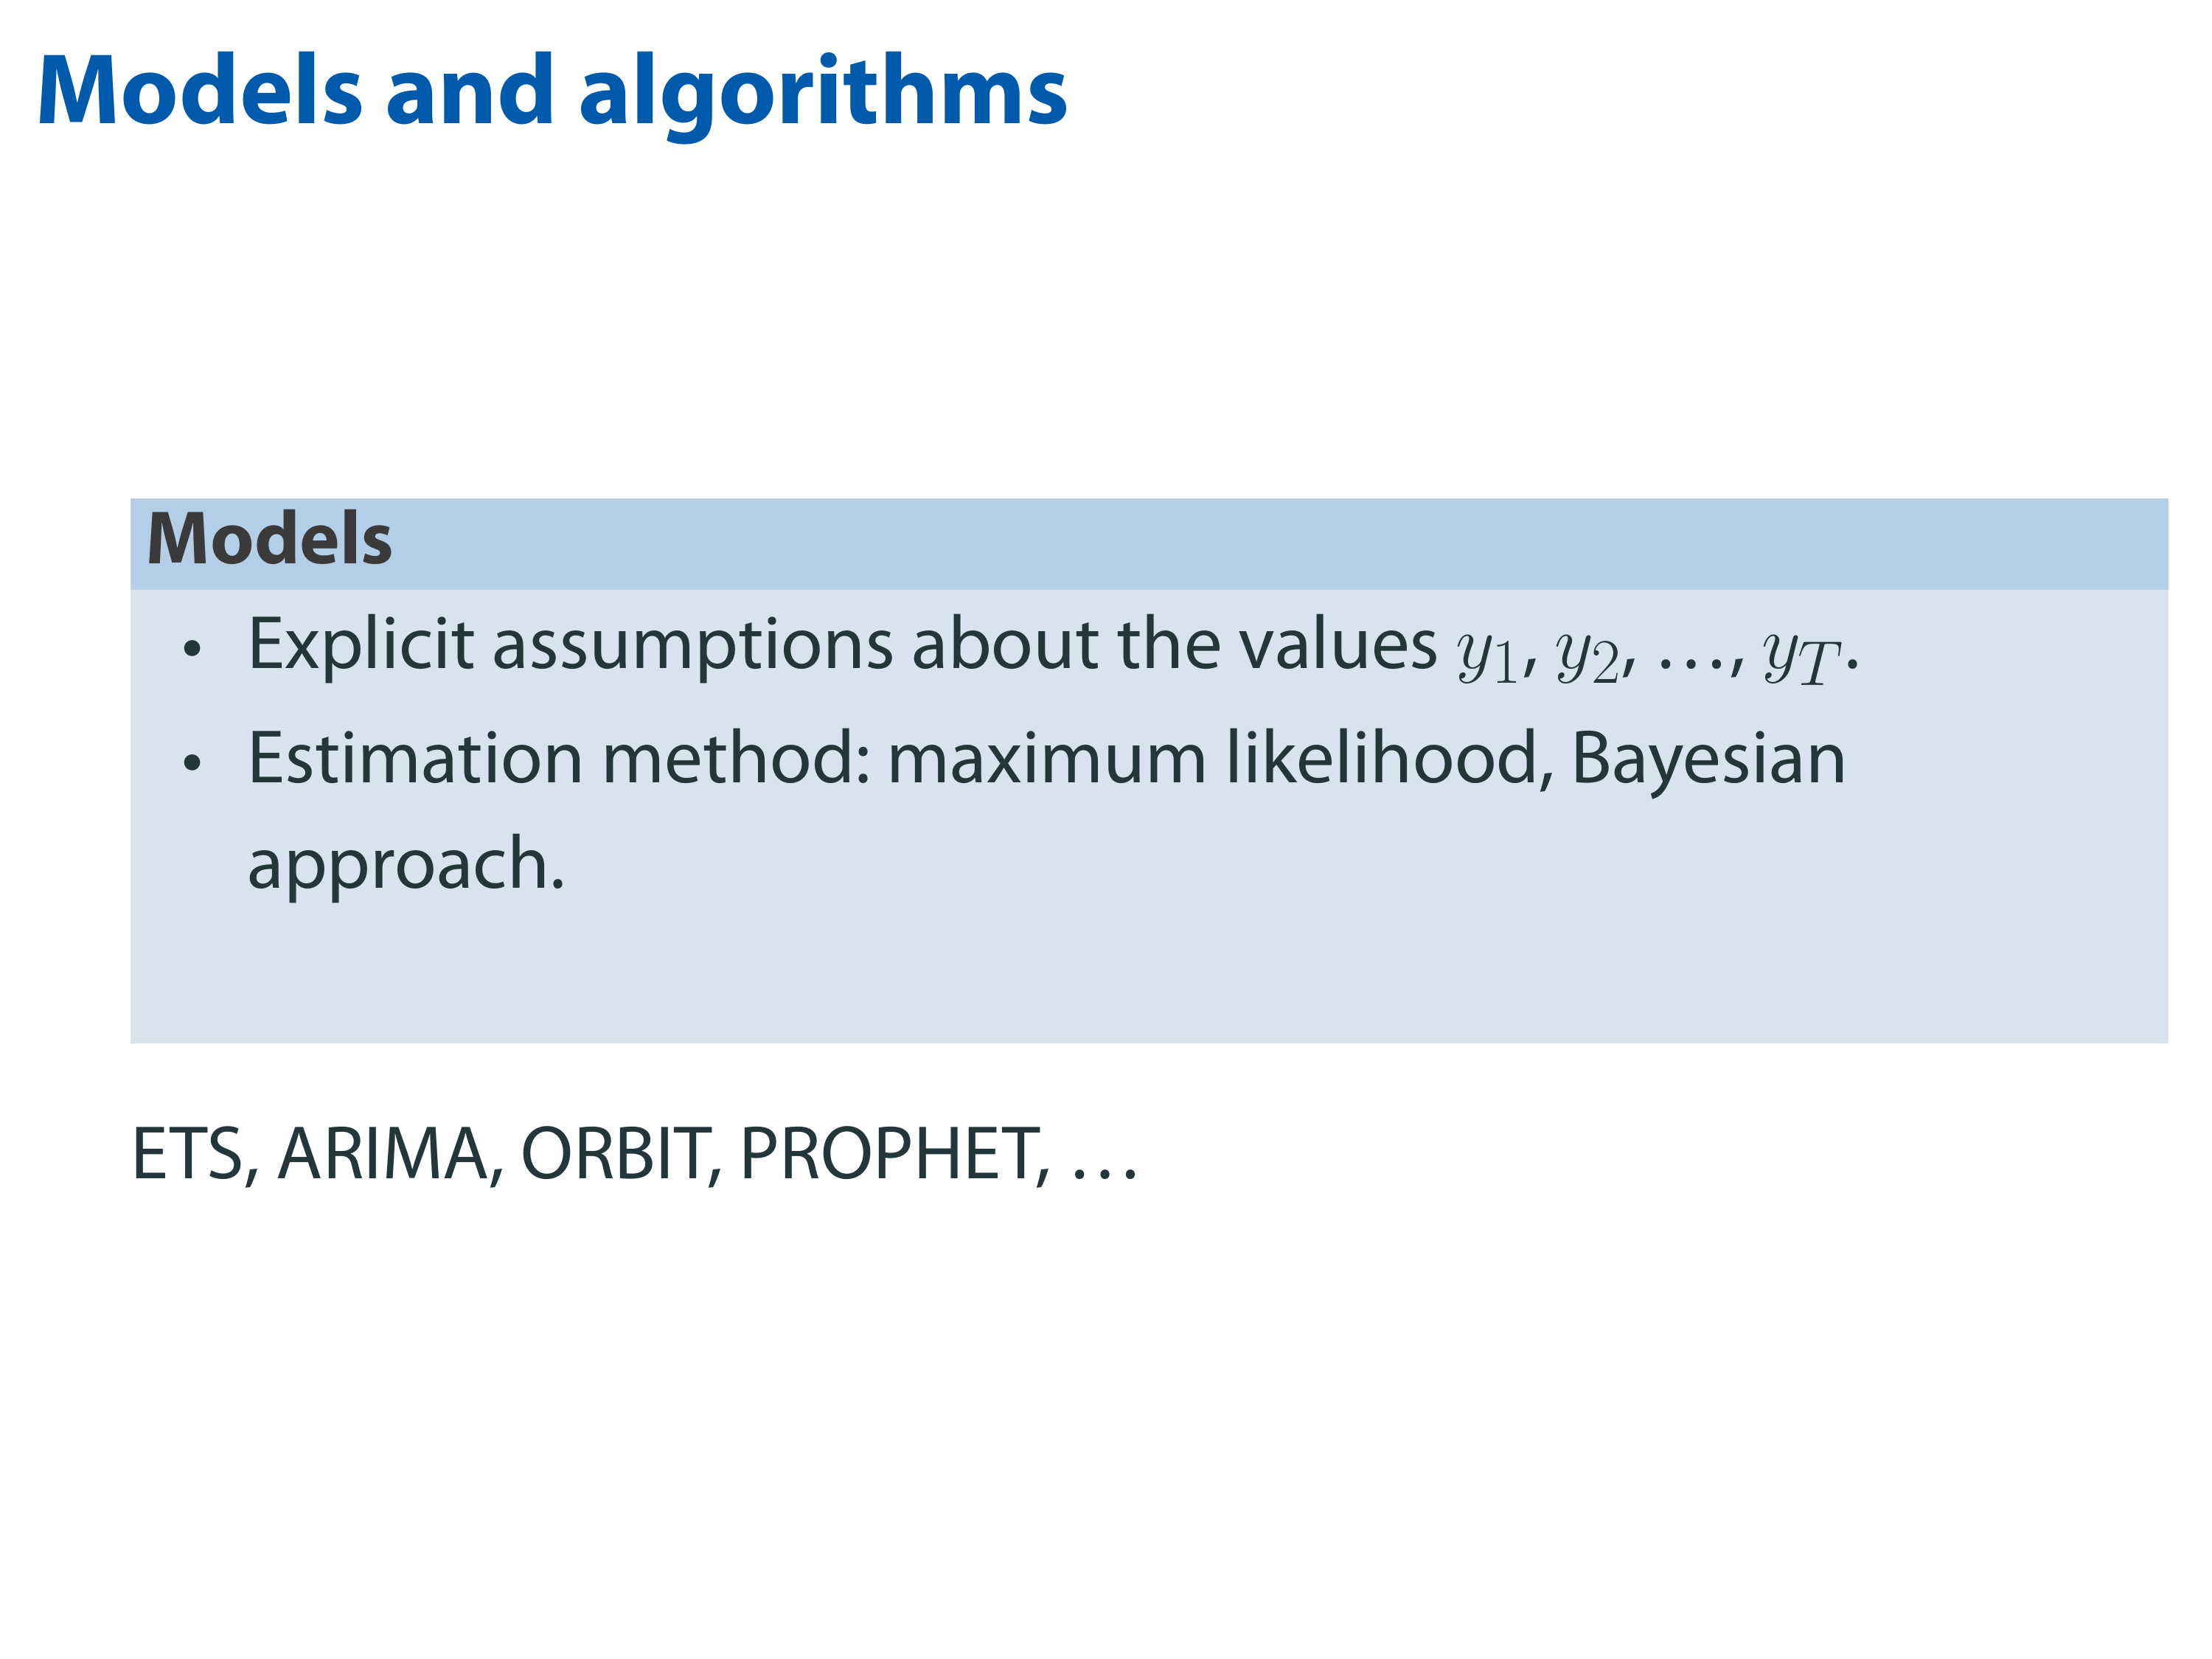 Models and algorithms
Models
• Explicit assumptions about the values y₁, y₂, …, y_T.
• Estimation method: maximum likelihood, Bayesian
approach.
ETS, ARIMA, ORBIT, PROPHET, …